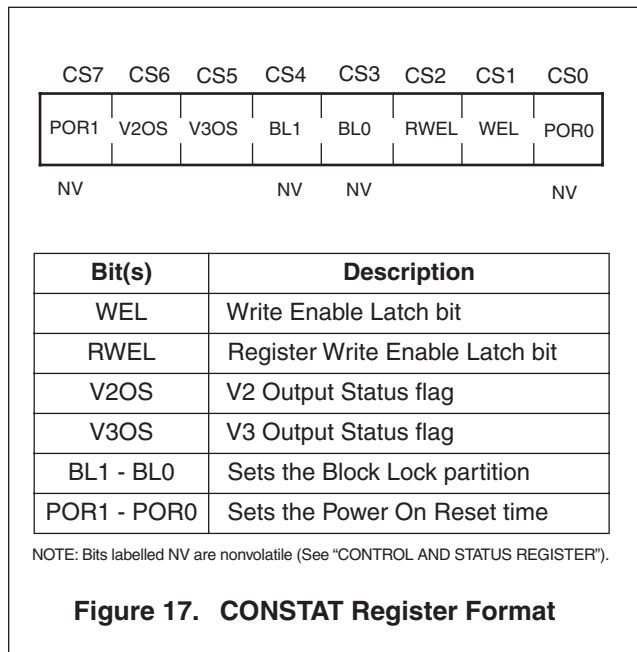 CS7 CS6 CS5 CS4 CS3 CS2 CS1 CS0
POR1 V2OS V3OS BL1 BL0 RWEL WEL POR0
NV NV NV NV
Bit(s) Description
WEL Write Enable Latch bit
RWEL Register Write Enable Latch bit
V2OS V2 Output Status flag
V3OS V3 Output Status flag
BL1 - BL0 Sets the Block Lock partition
POR1 - POR0 Sets the Power On Reset time
NOTE: Bits labelled NV are nonvolatile (See “CONTROL AND STATUS REGISTER”).
Figure 17. CONSTAT Register Format